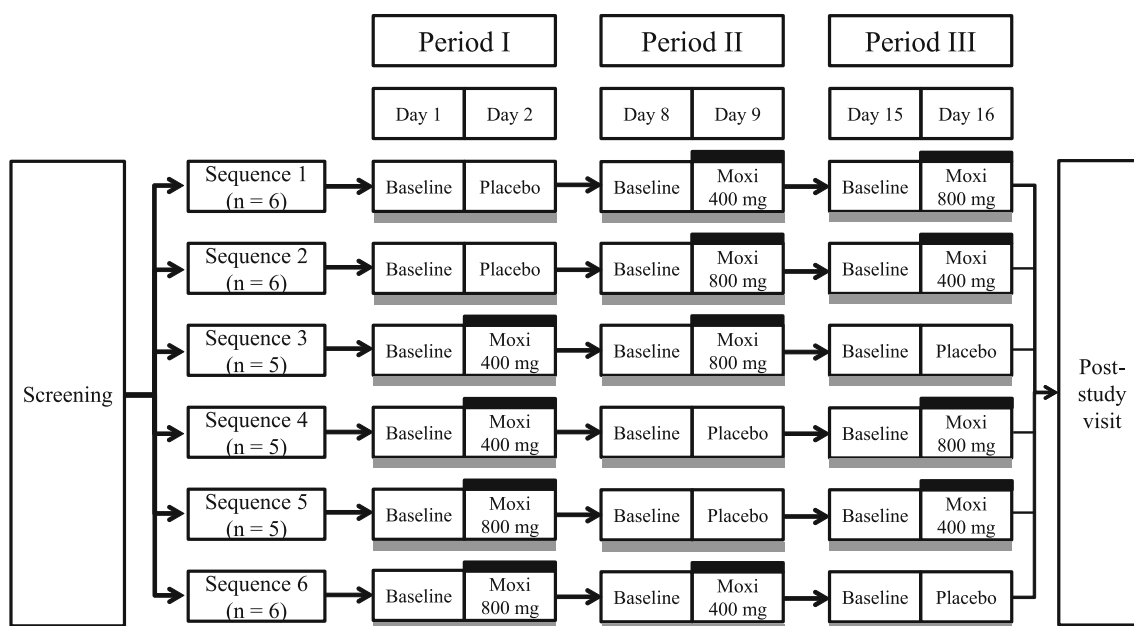 Period I
Period II
Period III
Day 1
Day 2
Day 8
Day 9
Day 15
Day 16
Screening
Sequence 1
(n = 6)
Baseline
Placebo
Baseline
Moxi
400 mg
Baseline
Moxi
800 mg
Sequence 2
(n = 6)
Baseline
Placebo
Baseline
Moxi
800 mg
Baseline
Moxi
400 mg
Sequence 3
(n = 5)
Baseline
Moxi
400 mg
Baseline
Moxi
800 mg
Baseline
Placebo
Sequence 4
(n = 5)
Baseline
Moxi
400 mg
Baseline
Placebo
Baseline
Moxi
800 mg
Sequence 5
(n = 5)
Baseline
Moxi
800 mg
Baseline
Placebo
Baseline
Moxi
400 mg
Sequence 6
(n = 6)
Baseline
Moxi
800 mg
Baseline
Moxi
400 mg
Baseline
Placebo
Post-
study
visit